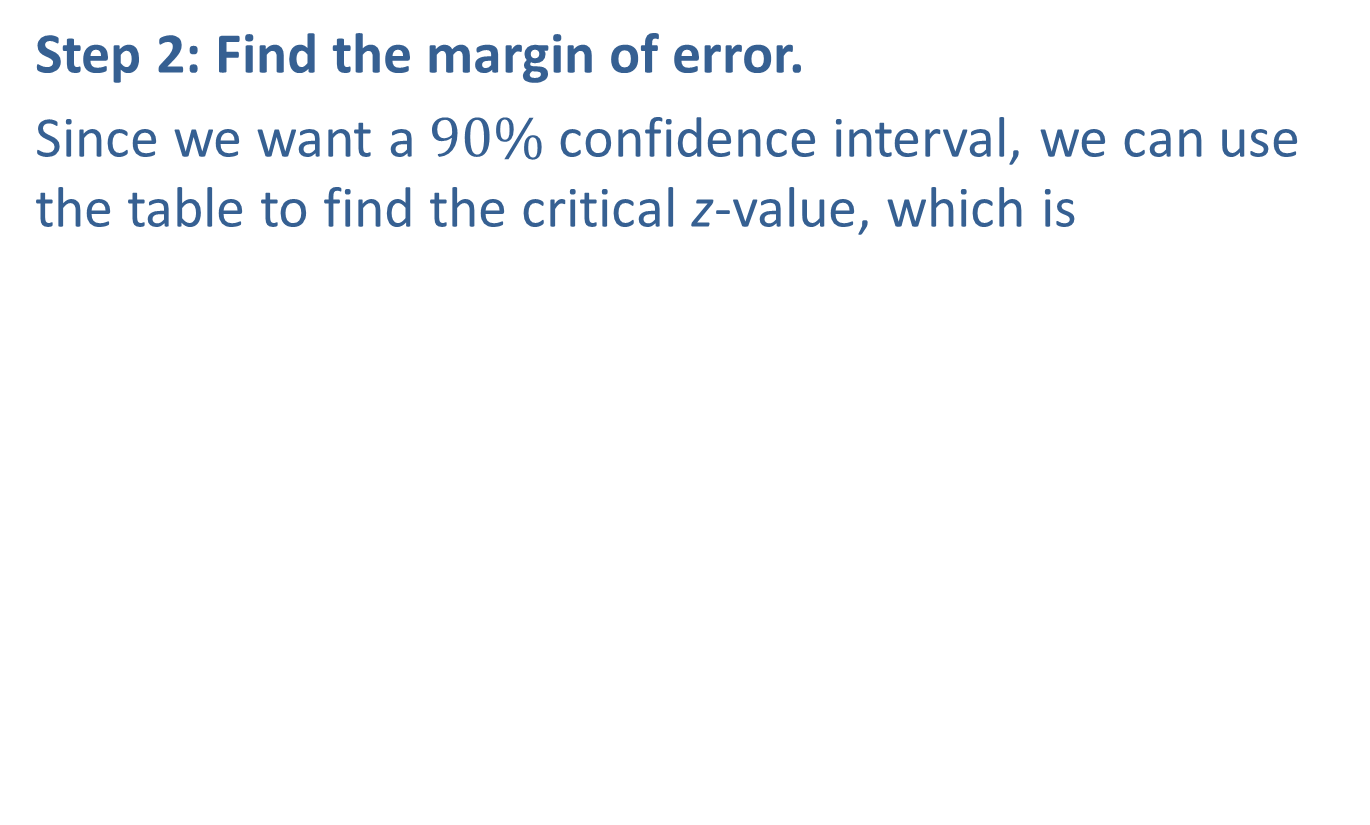 Step 2: Find the margin of error.
Since we want a 90% confidence interval, we can use
the table to find the critical z-value, which is